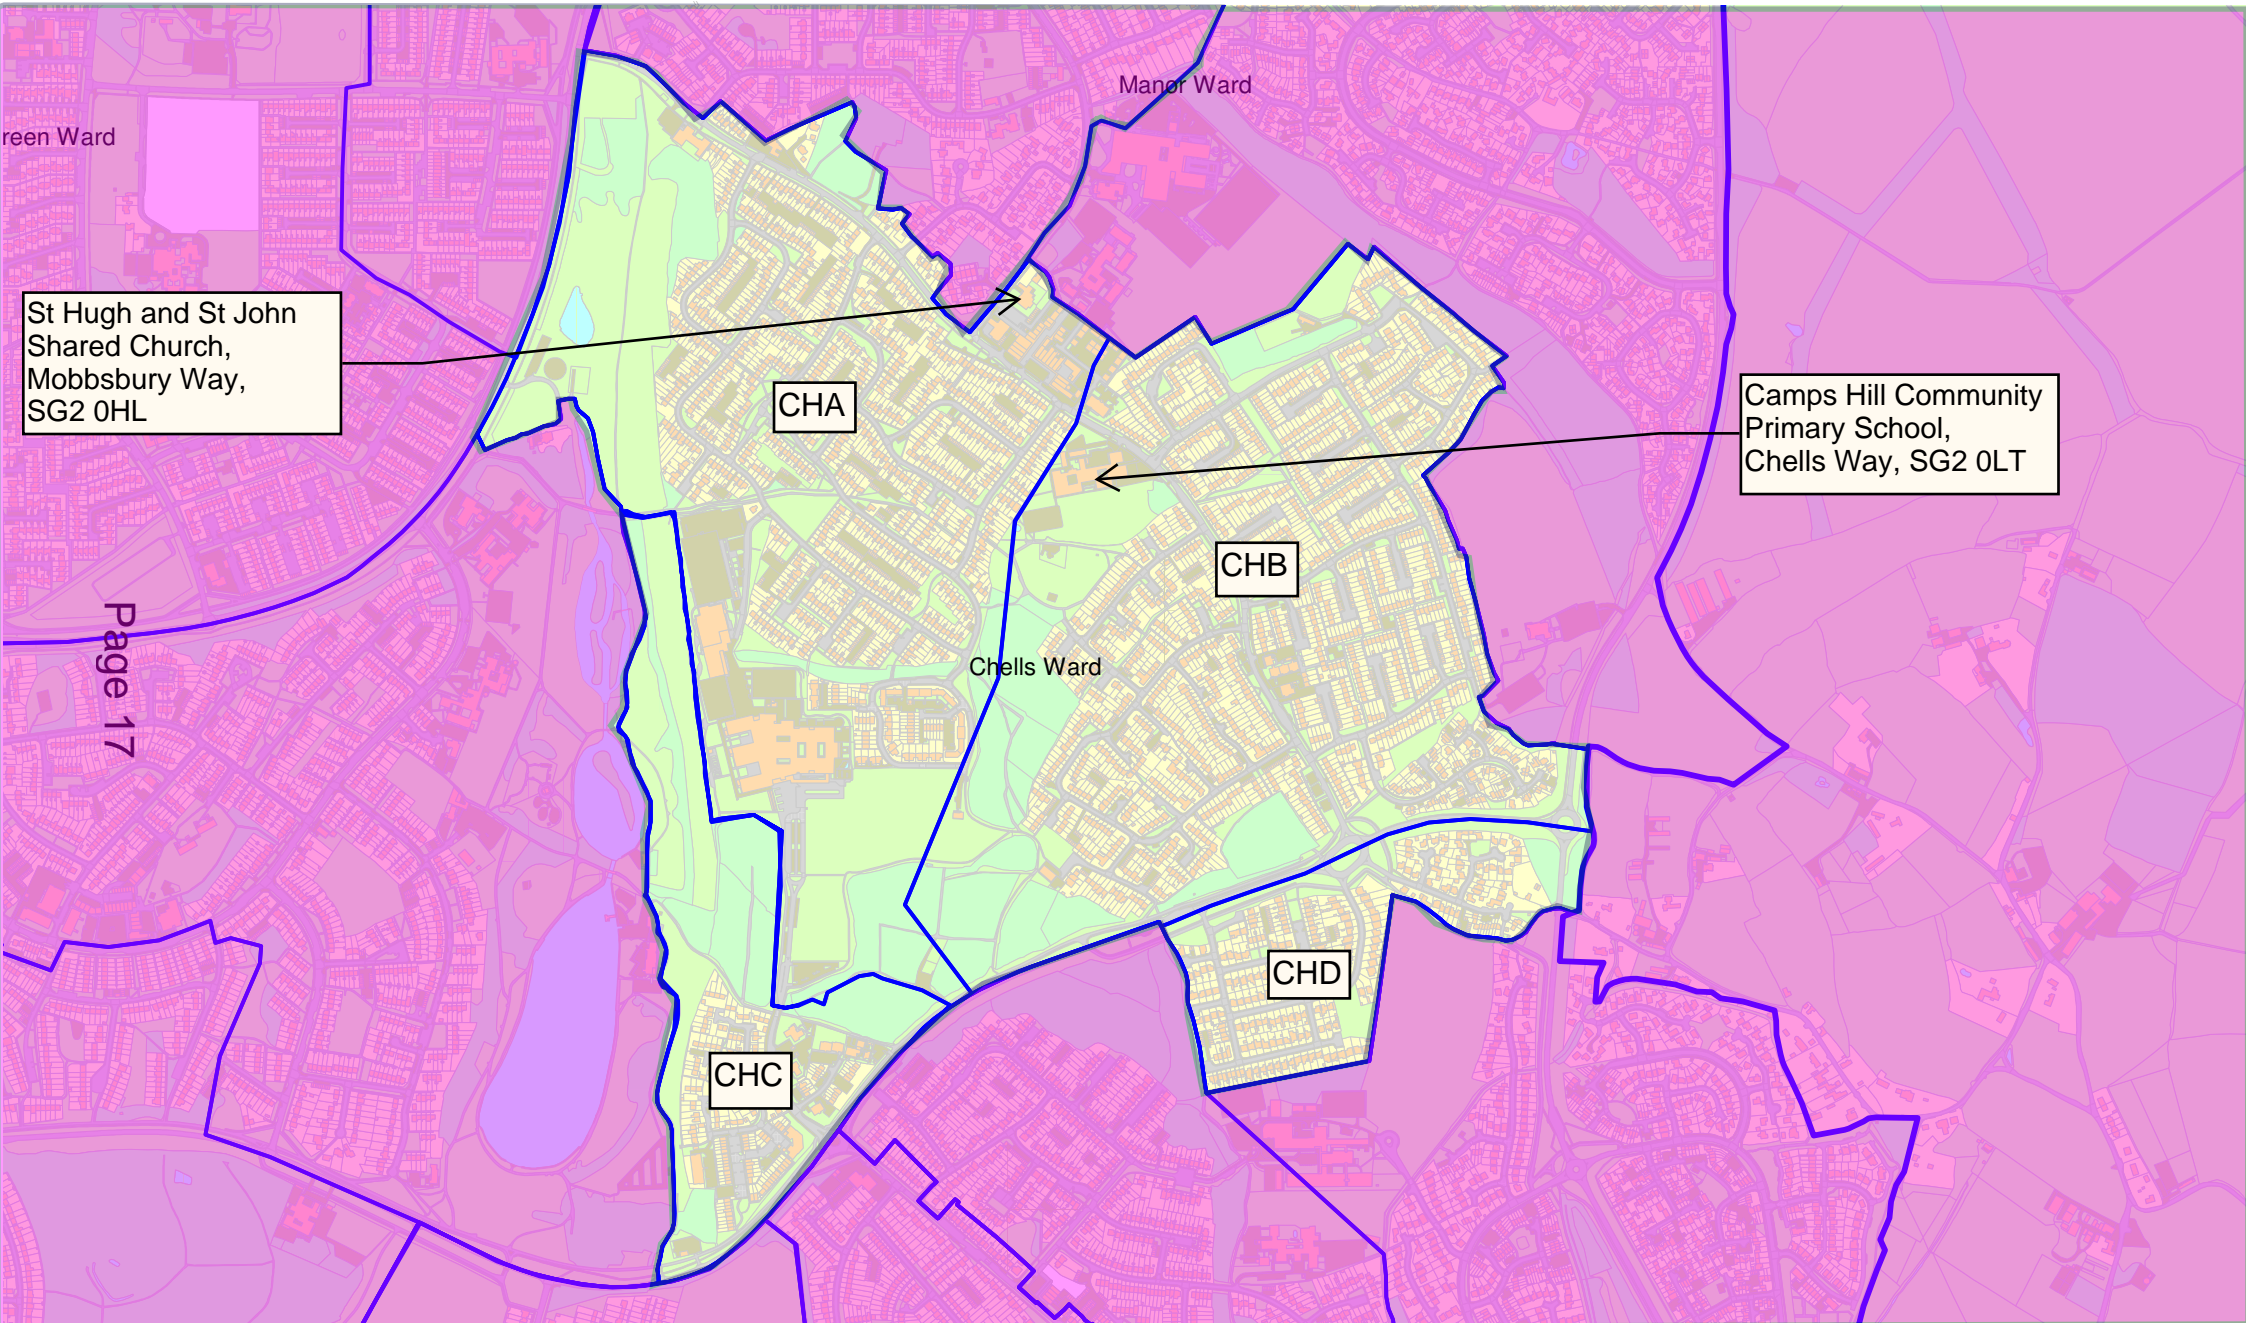 Manor Ward
reen Ward
St Hugh and St John
Shared Church,
Mobbsbury Way,
SG2 0HL
CHA
Camps Hill Community
Primary School,
Chells Way, SG2 0LT
CHB
Page 17
Chells Ward
CHD
CHC